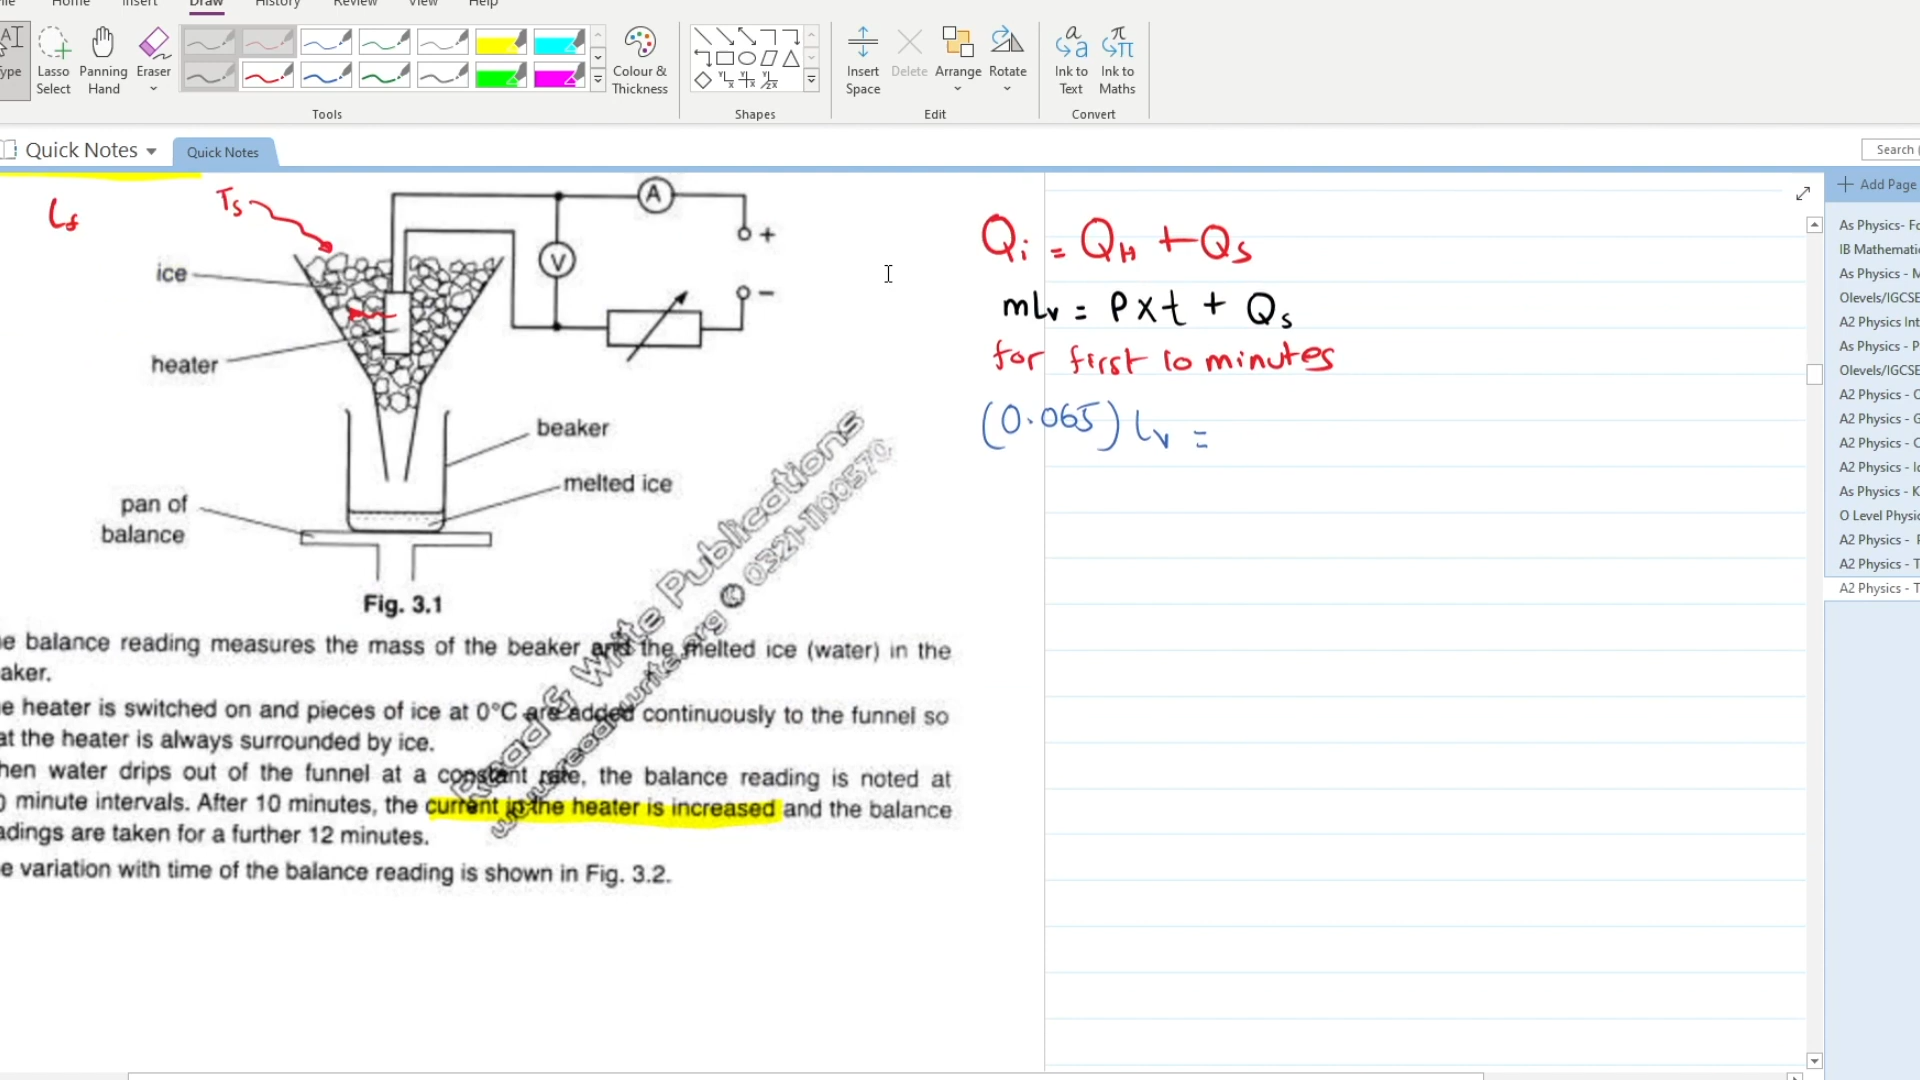 Home Insert Draw History Review View Help
Type
Lasso Select
Panning Hand
Eraser
Colour & Thickness
Insert Space
Delete
Arrange
Rotate
Ink to Text
Ink to Maths
Tools
Shapes
Edit
Convert
Quick Notes
Quick Notes
Search
Add Page
Lf
Ts
A
+
V
-
ice
heater
beaker
melted ice
pan of balance
Fig. 3.1
Read & Write Publications
© 0321-1100570
e balance reading measures the mass of the beaker and the melted ice (water) in the
aker.
e heater is switched on and pieces of ice at 0°C are added continuously to the funnel so
at the heater is always surrounded by ice.
hen water drips out of the funnel at a constant rate, the balance reading is noted at
minute intervals. After 10 minutes, the current in the heater is increased and the balance
adings are taken for a further 12 minutes.
e variation with time of the balance reading is shown in Fig. 3.2.
Qi = QH + Qs
mLv = P x t + Qs
for first 10 minutes
(0.065) Lv =
As Physics- Fo
IB Mathematic
As Physics - M
Olevels/IGCSE
A2 Physics Int
As Physics - P
Olevels/IGCSE
A2 Physics - C
A2 Physics - G
A2 Physics - C
A2 Physics - Ic
As Physics - K
O Level Physic
A2 Physics - P
A2 Physics - T
A2 Physics - T